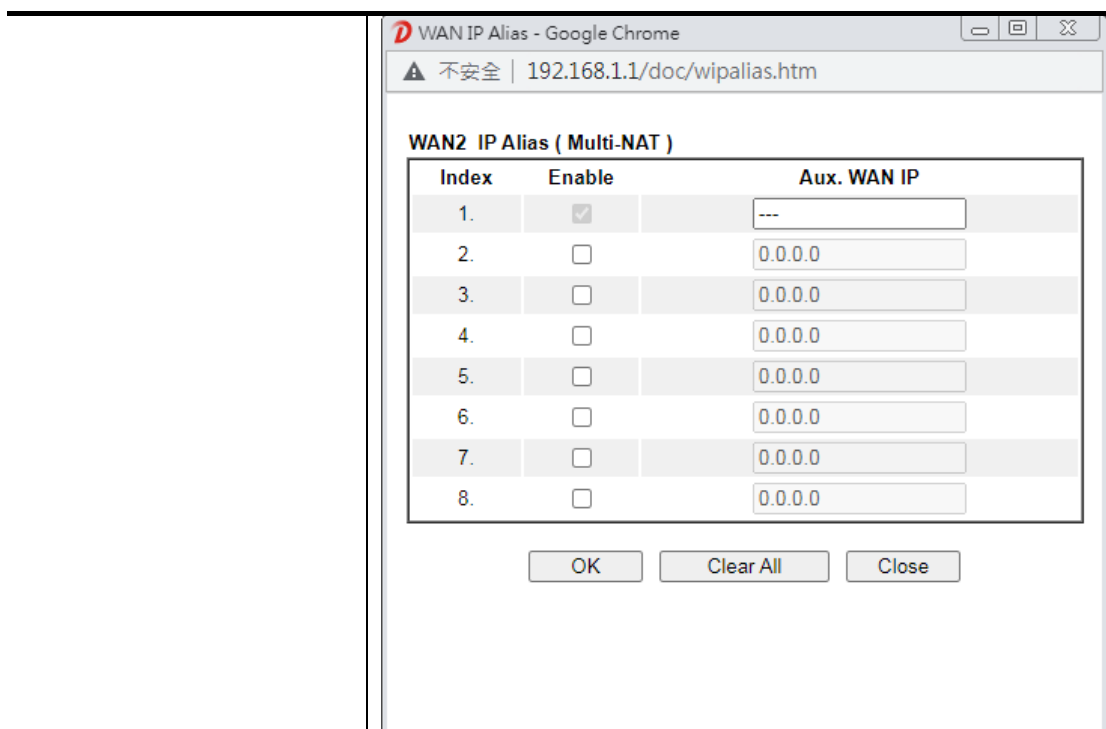 WAN IP Alias - Google Chrome
不安全 | 192.168.1.1/doc/wipalias.htm
WAN2 IP Alias ( Multi-NAT )
Index Enable Aux. WAN IP
1. ---
2. 0.0.0.0
3. 0.0.0.0
4. 0.0.0.0
5. 0.0.0.0
6. 0.0.0.0
7. 0.0.0.0
8. 0.0.0.0
OK Clear All Close